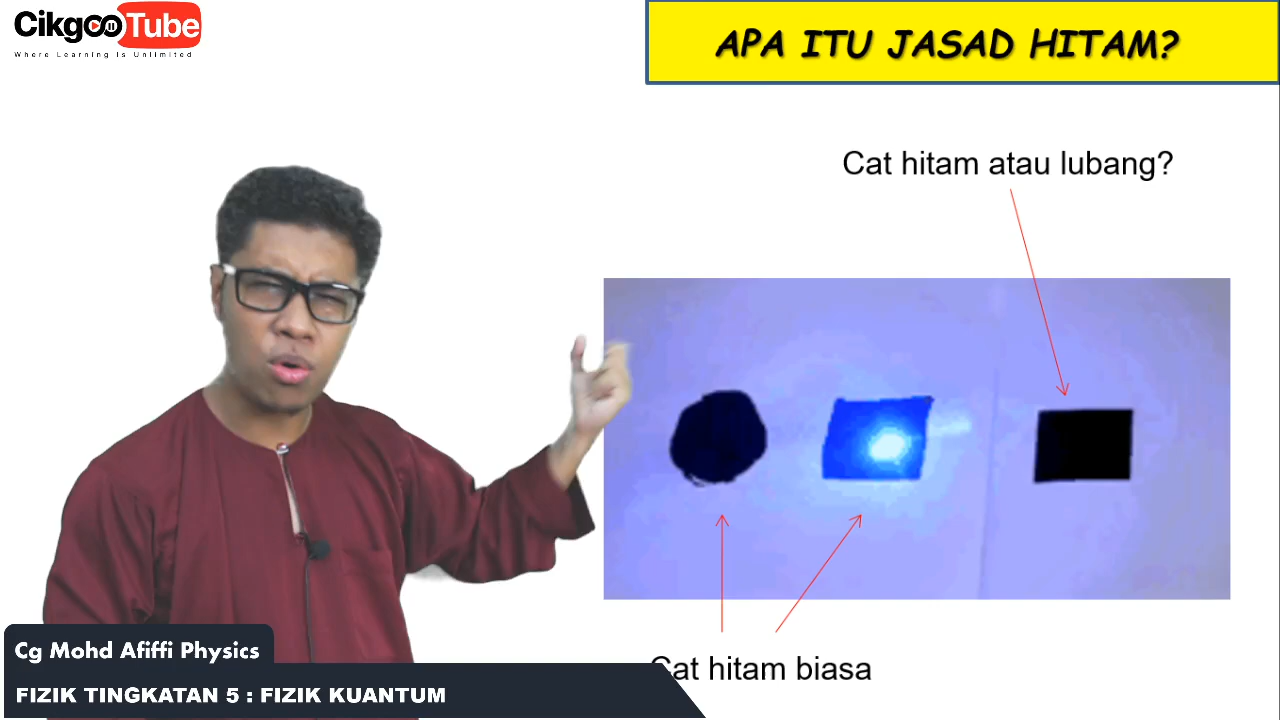 CikgooTube
Where Learning Is Unlimited
APA ITU JASAD HITAM?
Cat hitam atau lubang?
Cat hitam biasa
Cg Mohd Afiffi Physics
FIZIK TINGKATAN 5 : FIZIK KUANTUM